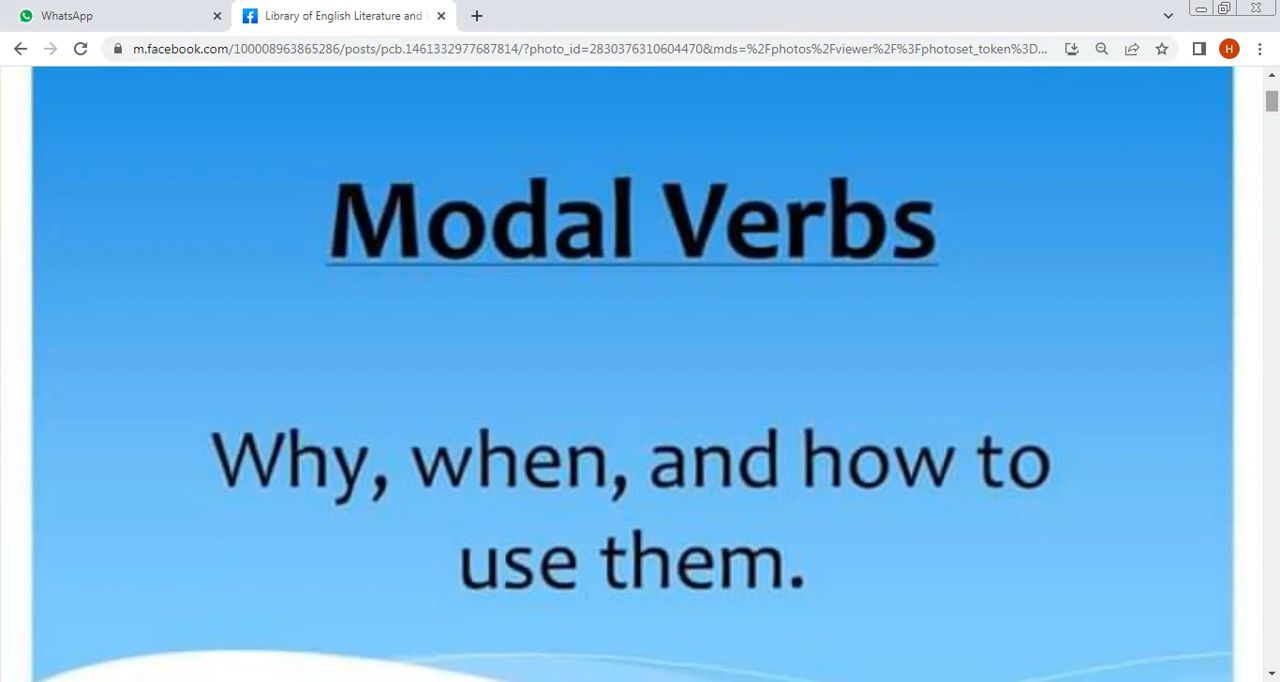 WhatsApp
Library of English Literature and
m.facebook.com/100008963865286/posts/pcb.1461332977687814/?photo_id=2830376310604470&mds=%2Fphotos%2Fviewer%2F%3Fphotoset_token%3D...
H
Modal Verbs
Why, when, and how to
use them.